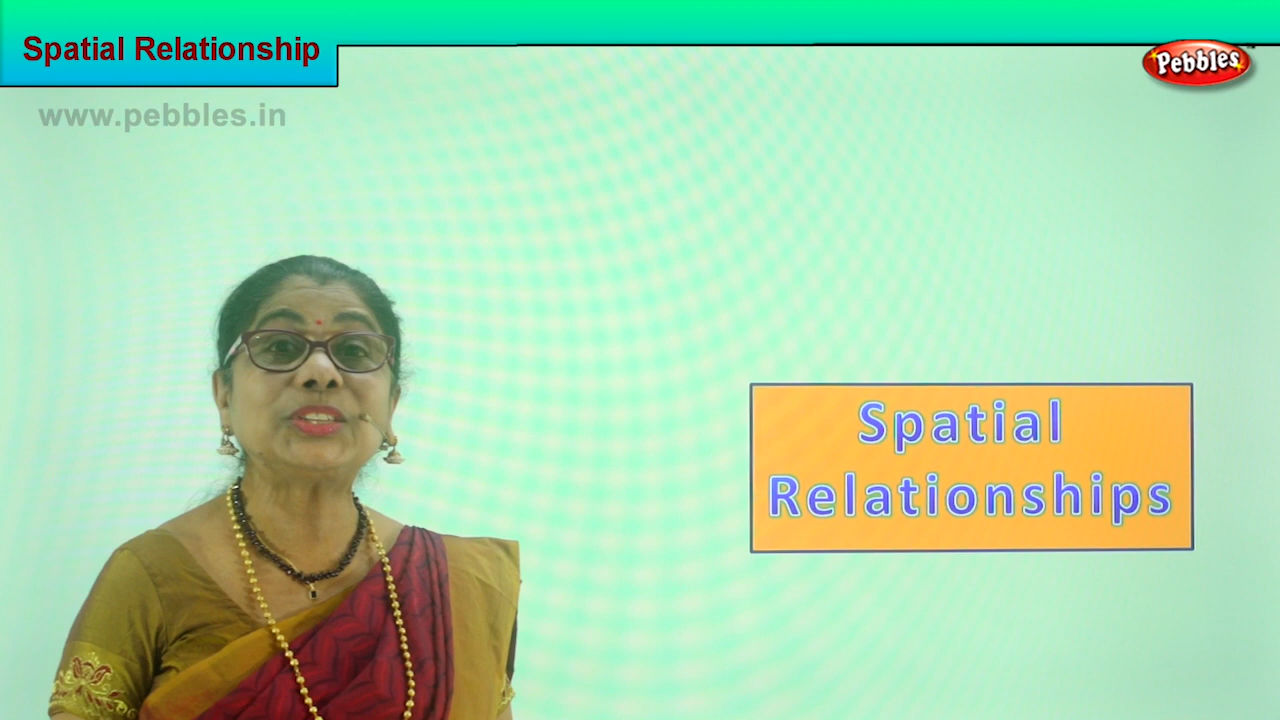 Spatial Relationship
Pebbles
www.pebbles.in
Spatial
Relationships